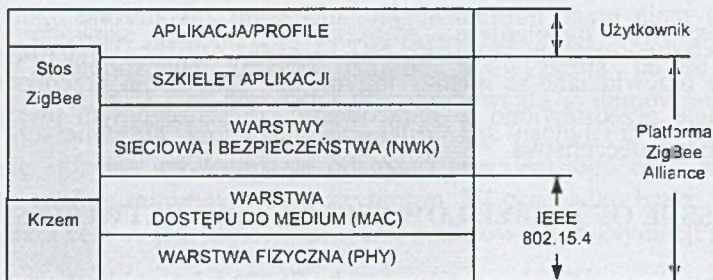 APLIKACJA/PROFILE
Użytkownik
Stos
ZigBee
SZKIELET APLIKACJI
WARSTWY
SIECIOWA I BEZPIECZEŃSTWA (NWK)
Platforma
ZigBee
Alliance
Krzem
WARSTWA
DOSTĘPU DO MEDIUM (MAC)
IEEE
802.15.4
WARSTWA FIZYCZNA (PHY)